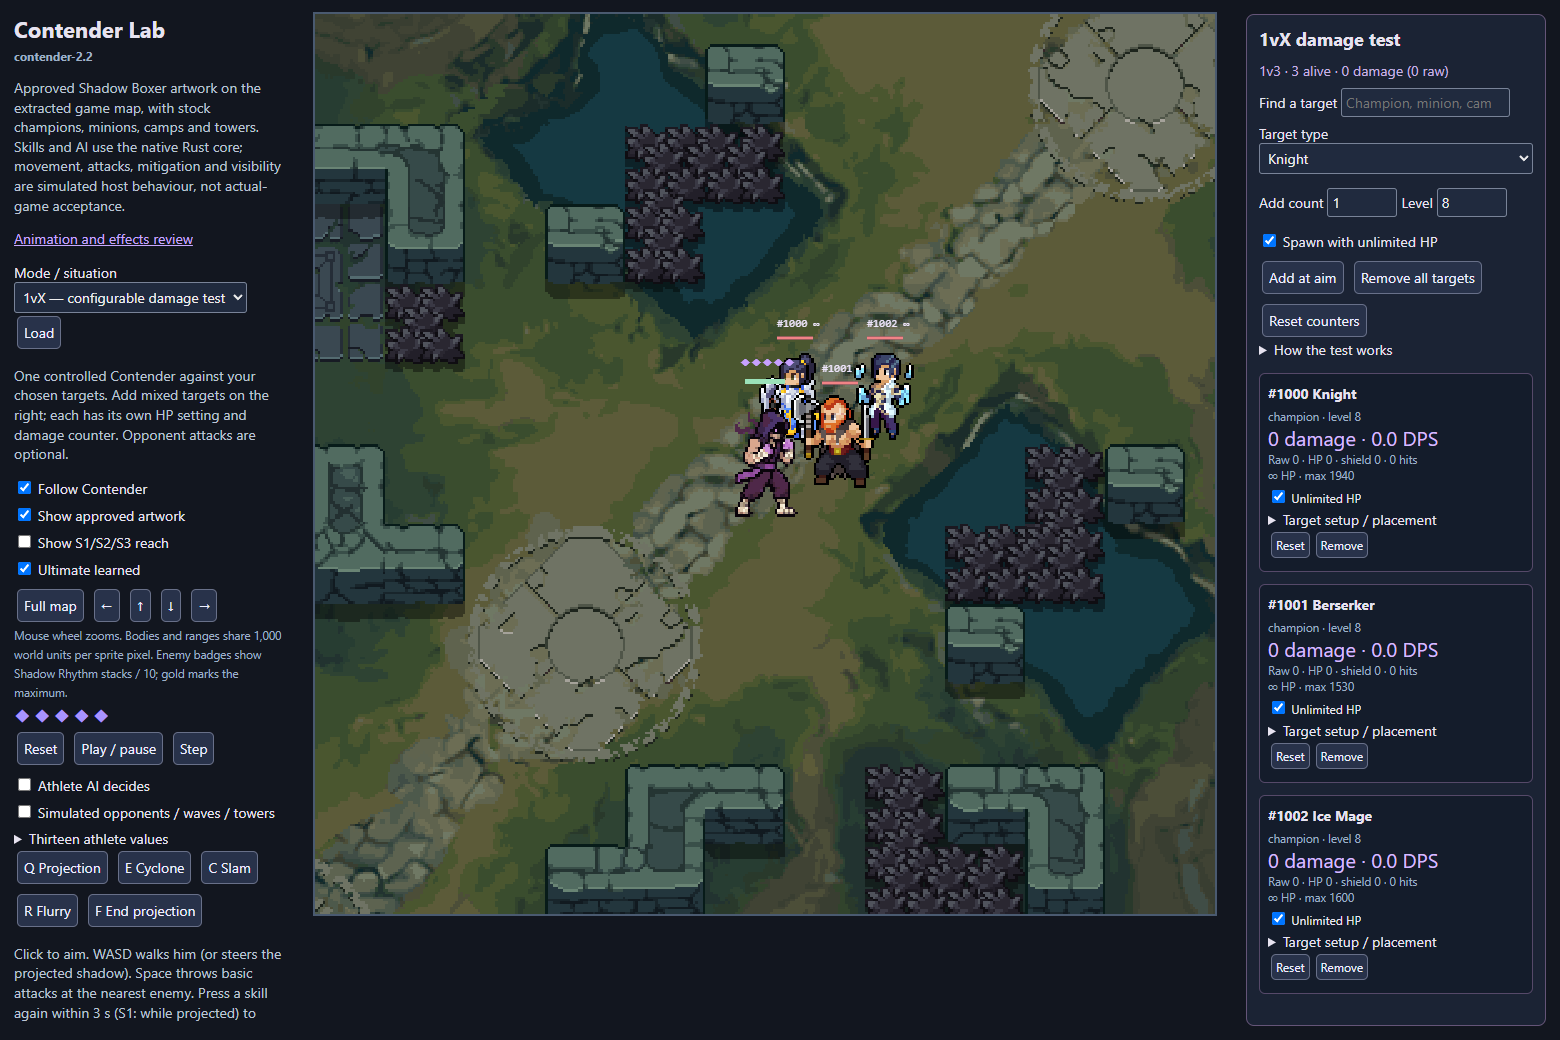 Contender Lab
contender-2.2
Approved Shadow Boxer artwork on the
extracted game map, with stock
champions, minions, camps and towers.
Skills and AI use the native Rust core;
movement, attacks, mitigation and visibility
are simulated host behaviour, not actual-
game acceptance.
Animation and effects review
Mode / situation
1vX — configurable damage test
Load
One controlled Contender against your
chosen targets. Add mixed targets on the
right; each has its own HP setting and
damage counter. Opponent attacks are
optional.
Follow Contender
Show approved artwork
Show S1/S2/S3 reach
Ultimate learned
Full map ← ↑ ↓ →
Mouse wheel zooms. Bodies and ranges share 1,000
world units per sprite pixel. Enemy badges show
Shadow Rhythm stacks / 10; gold marks the
maximum.
Reset Play / pause Step
Athlete AI decides
Simulated opponents / waves / towers
Thirteen athlete values
Q Projection E Cyclone C Slam
R Flurry F End projection
Click to aim. WASD walks him (or steers the
projected shadow). Space throws basic
attacks at the nearest enemy. Press a skill
again within 3 s (S1: while projected) to
#1000 ∞
#1002 ∞
#1001
1vX damage test
1v3 · 3 alive · 0 damage (0 raw)
Find a target Champion, minion, cam
Target type
Knight
Add count 1 Level 8
Spawn with unlimited HP
Add at aim Remove all targets
Reset counters
How the test works
#1000 Knight
champion · level 8
0 damage · 0.0 DPS
Raw 0 · HP 0 · shield 0 · 0 hits
∞ HP · max 1940
Unlimited HP
Target setup / placement
Reset Remove
#1001 Berserker
champion · level 8
0 damage · 0.0 DPS
Raw 0 · HP 0 · shield 0 · 0 hits
∞ HP · max 1530
Unlimited HP
Target setup / placement
Reset Remove
#1002 Ice Mage
champion · level 8
0 damage · 0.0 DPS
Raw 0 · HP 0 · shield 0 · 0 hits
∞ HP · max 1600
Unlimited HP
Target setup / placement
Reset Remove